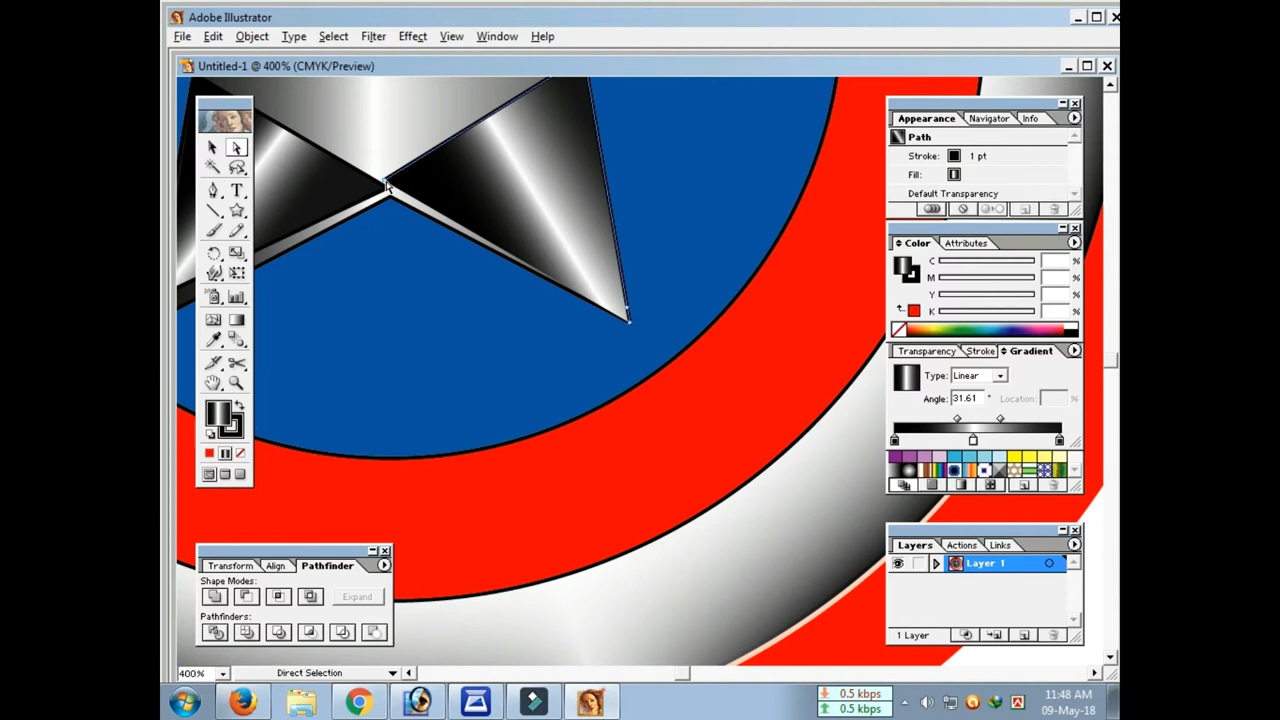 Adobe Illustrator
File Edit Object Type Select Filter Effect View Window Help
Untitled-1 @ 400% (CMYK/Preview)
Appearance Navigator Info
Path
Stroke: 1 pt
Fill:
Default Transparency
Color Attributes
C %
M %
Y %
K %
Transparency Stroke Gradient
Type: Linear
Angle: 31.61 ° Location: %
Transform Align Pathfinder
Shape Modes:
Expand
Pathfinders:
Layers Actions Links
Layer 1
1 Layer
400% Direct Selection
0.5 kbps
0.5 kbps
11:48 AM
09-May-18